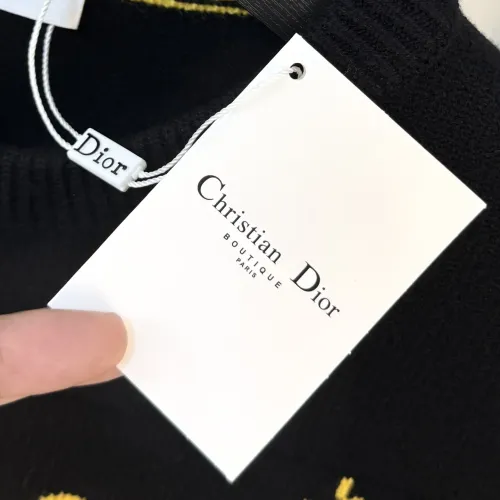 Dior
Christian Dior
BOUTIQUE
PARIS